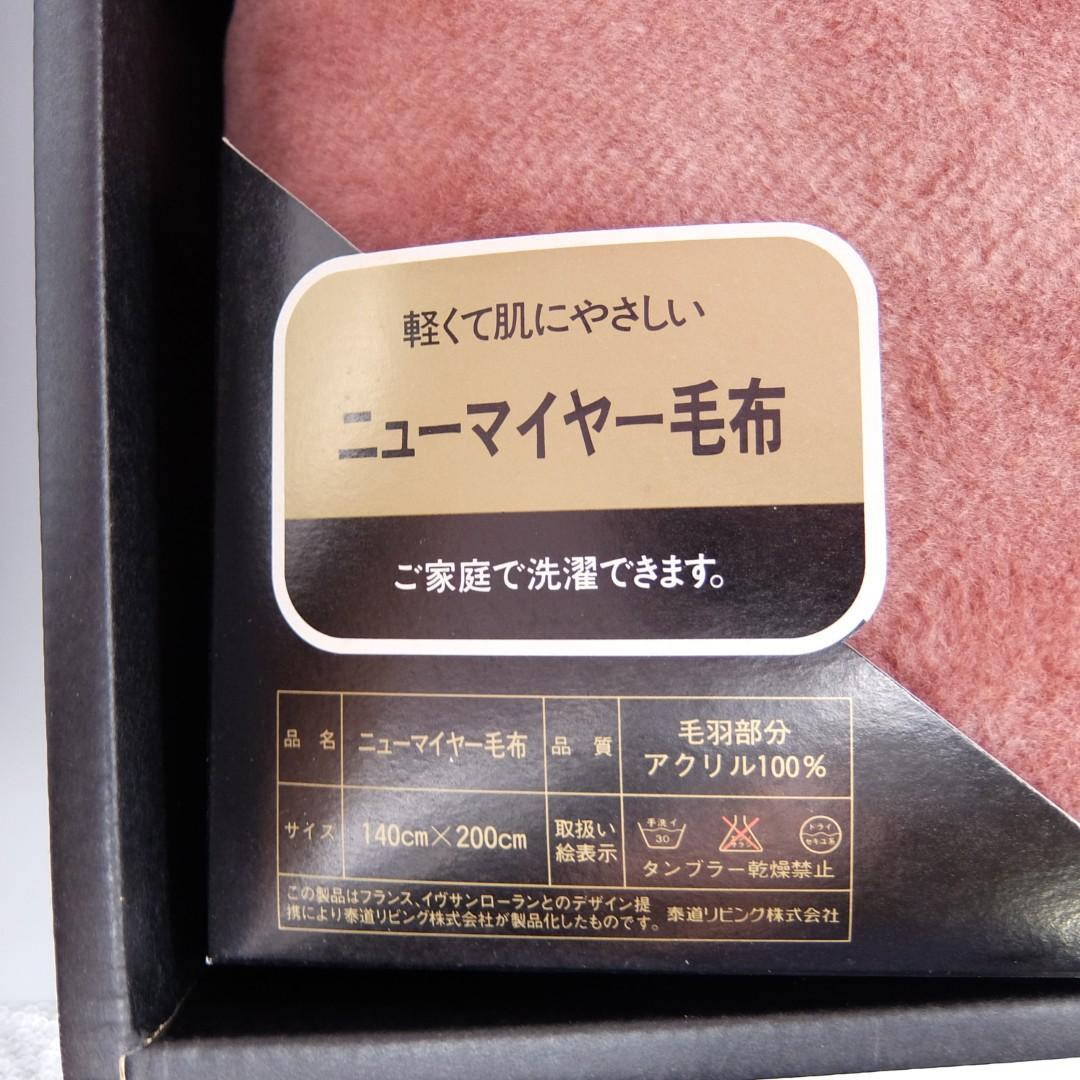 軽くて肌にやさしい
ニューマイヤー毛布
ご家庭で洗濯できます。
品名 ニューマイヤー毛布 品質 毛羽部分
アクリル100%
サイズ 140cm×200cm 取扱い
絵表示
手洗イ 30
ドライ
セキユ系
タンブラー乾燥禁止
この製品はフランス、イヴサンローランとのデザイン提
携により泰道リビング株式会社が製品化したものです。
泰道リビング株式会社